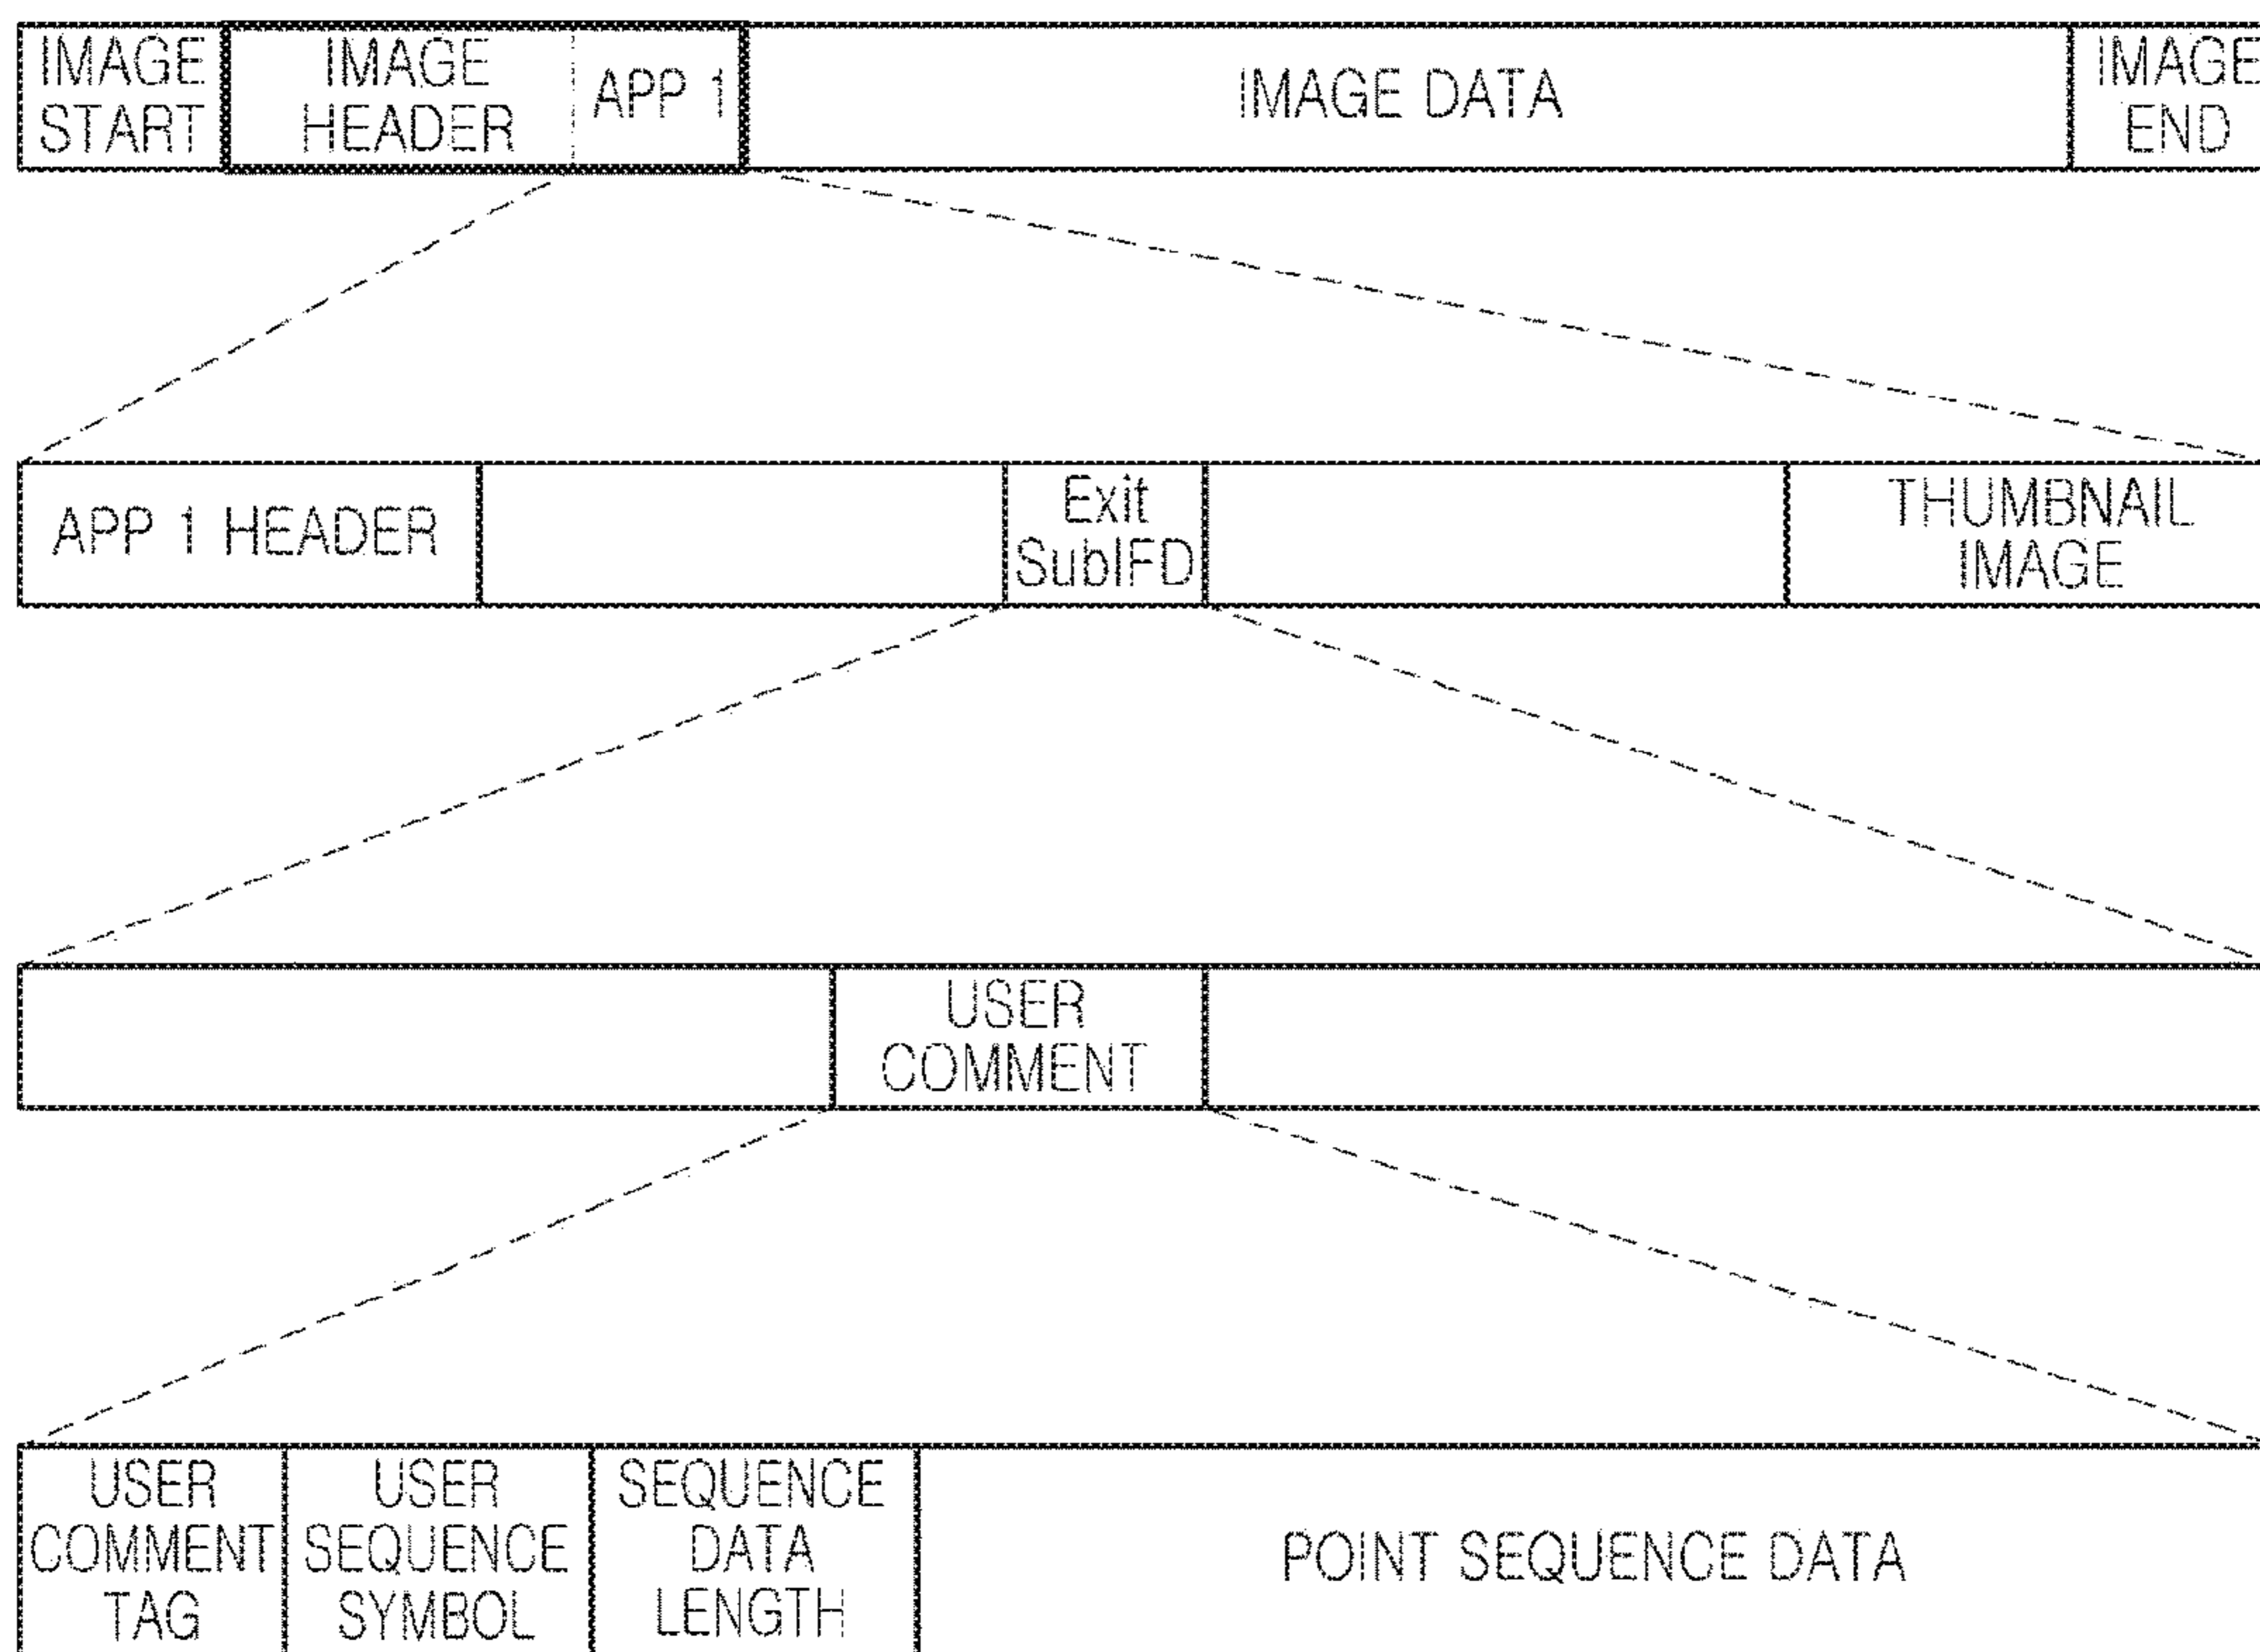 IMAGE
START
IMAGE
HEADER
APP 1
IMAGE DATA
IMAGE
END
APP 1 HEADER
Exit
SubIFD
THUMBNAIL
IMAGE
USER
COMMENT
USER
COMMENT
TAG
USER
SEQUENCE
SYMBOL
SEQUENCE
DATA
LENGTH
POINT SEQUENCE DATA